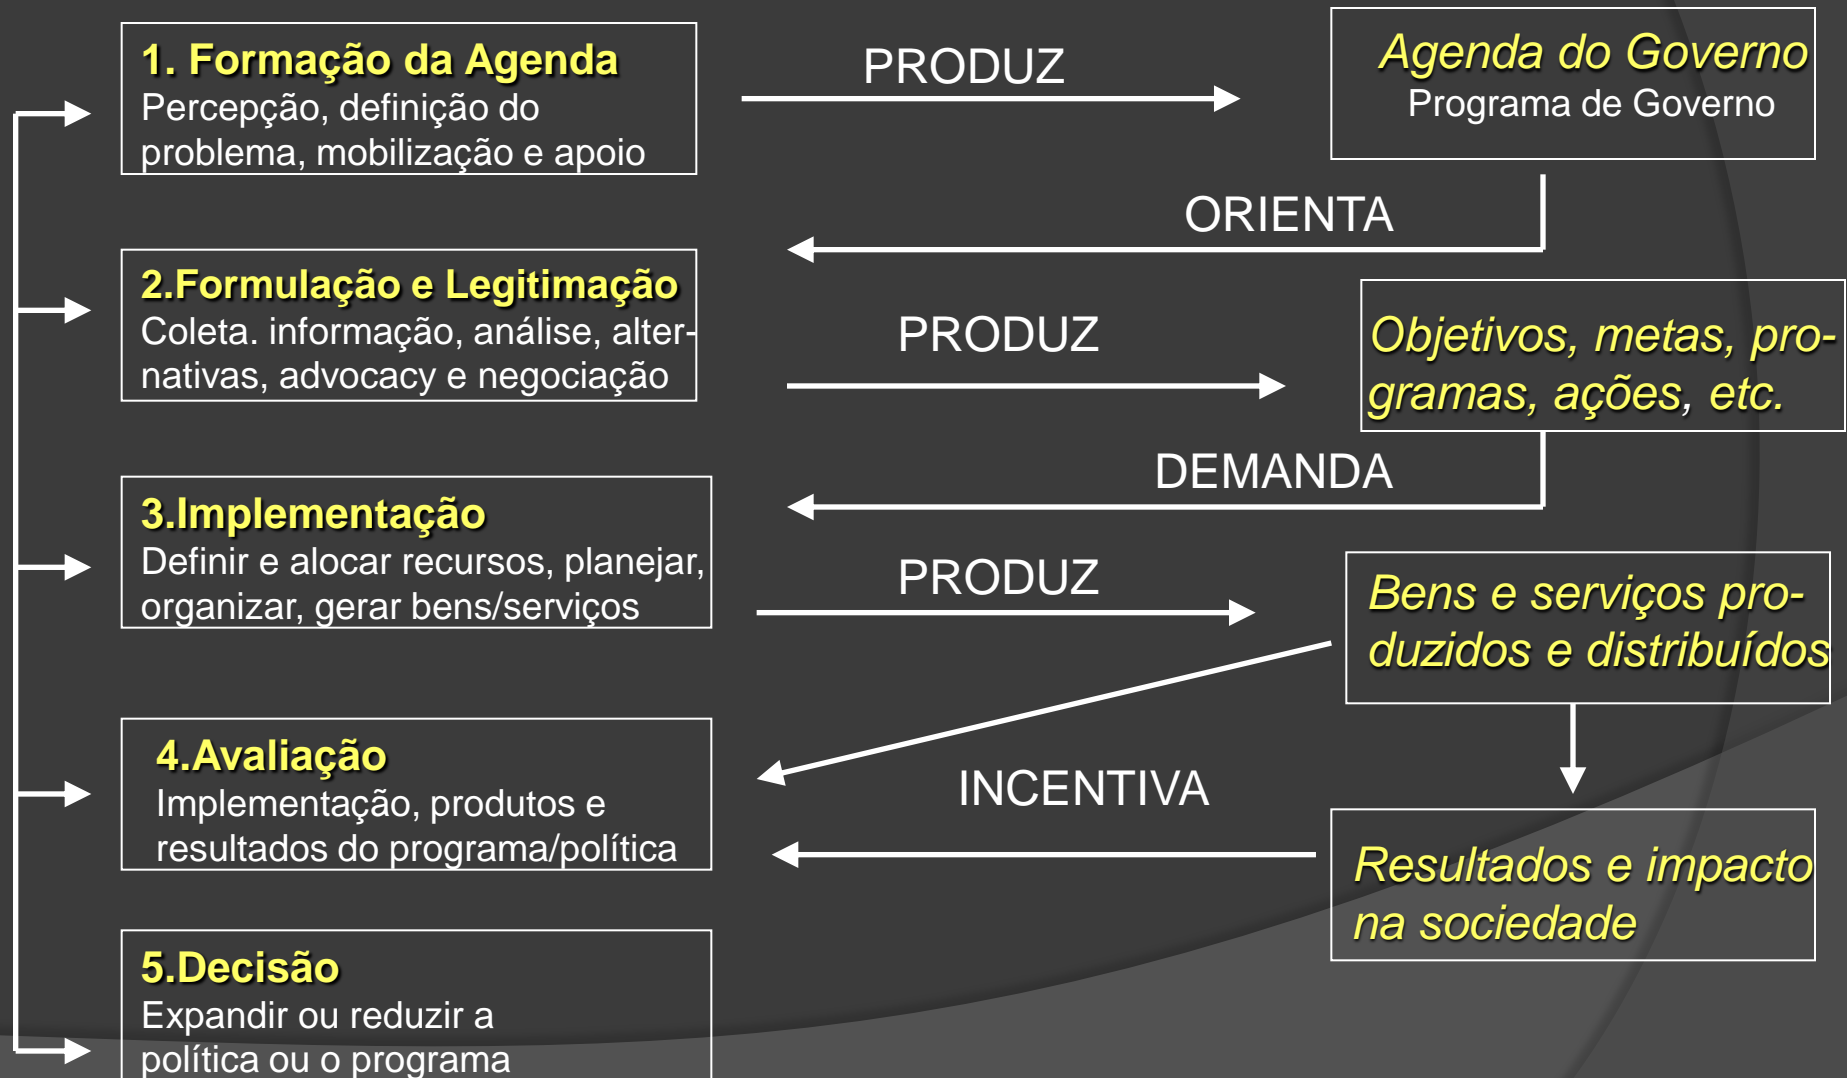 1. Formação da Agenda
Percepção, definição do
problema, mobilização e apoio
PRODUZ
Agenda do Governo
Programa de Governo
ORIENTA
2.Formulação e Legitimação
Coleta. informação, análise, alter-
nativas, advocacy e negociação
PRODUZ
Objetivos, metas, pro-
gramas, ações, etc.
DEMANDA
3.Implementação
Definir e alocar recursos, planejar,
organizar, gerar bens/serviços
PRODUZ
Bens e serviços pro-
duzidos e distribuídos
4.Avaliação
Implementação, produtos e
resultados do programa/política
INCENTIVA
Resultados e impacto
na sociedade
5.Decisão
Expandir ou reduzir a
política ou o programa